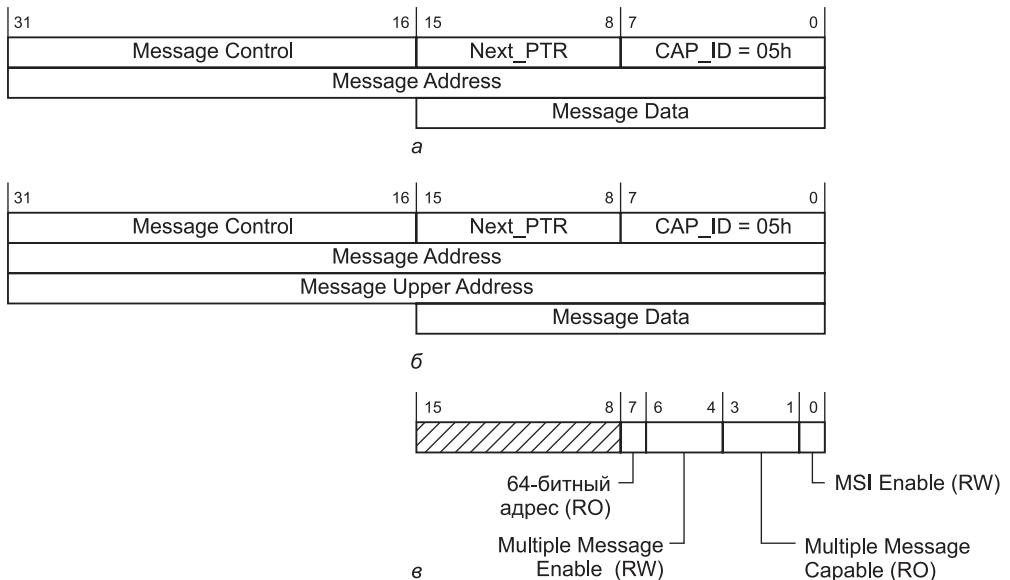 31 16 15 8 7 0
Message Control Next_PTR CAP_ID = 05h
Message Address
Message Data
а
31 16 15 8 7 0
Message Control Next_PTR CAP_ID = 05h
Message Address
Message Upper Address
Message Data
б
15 8 7 6 4 3 1 0
64-битный
адрес (RO)
MSI Enable (RW)
Multiple Message
Enable (RW)
Multiple Message
Capable (RO)
в